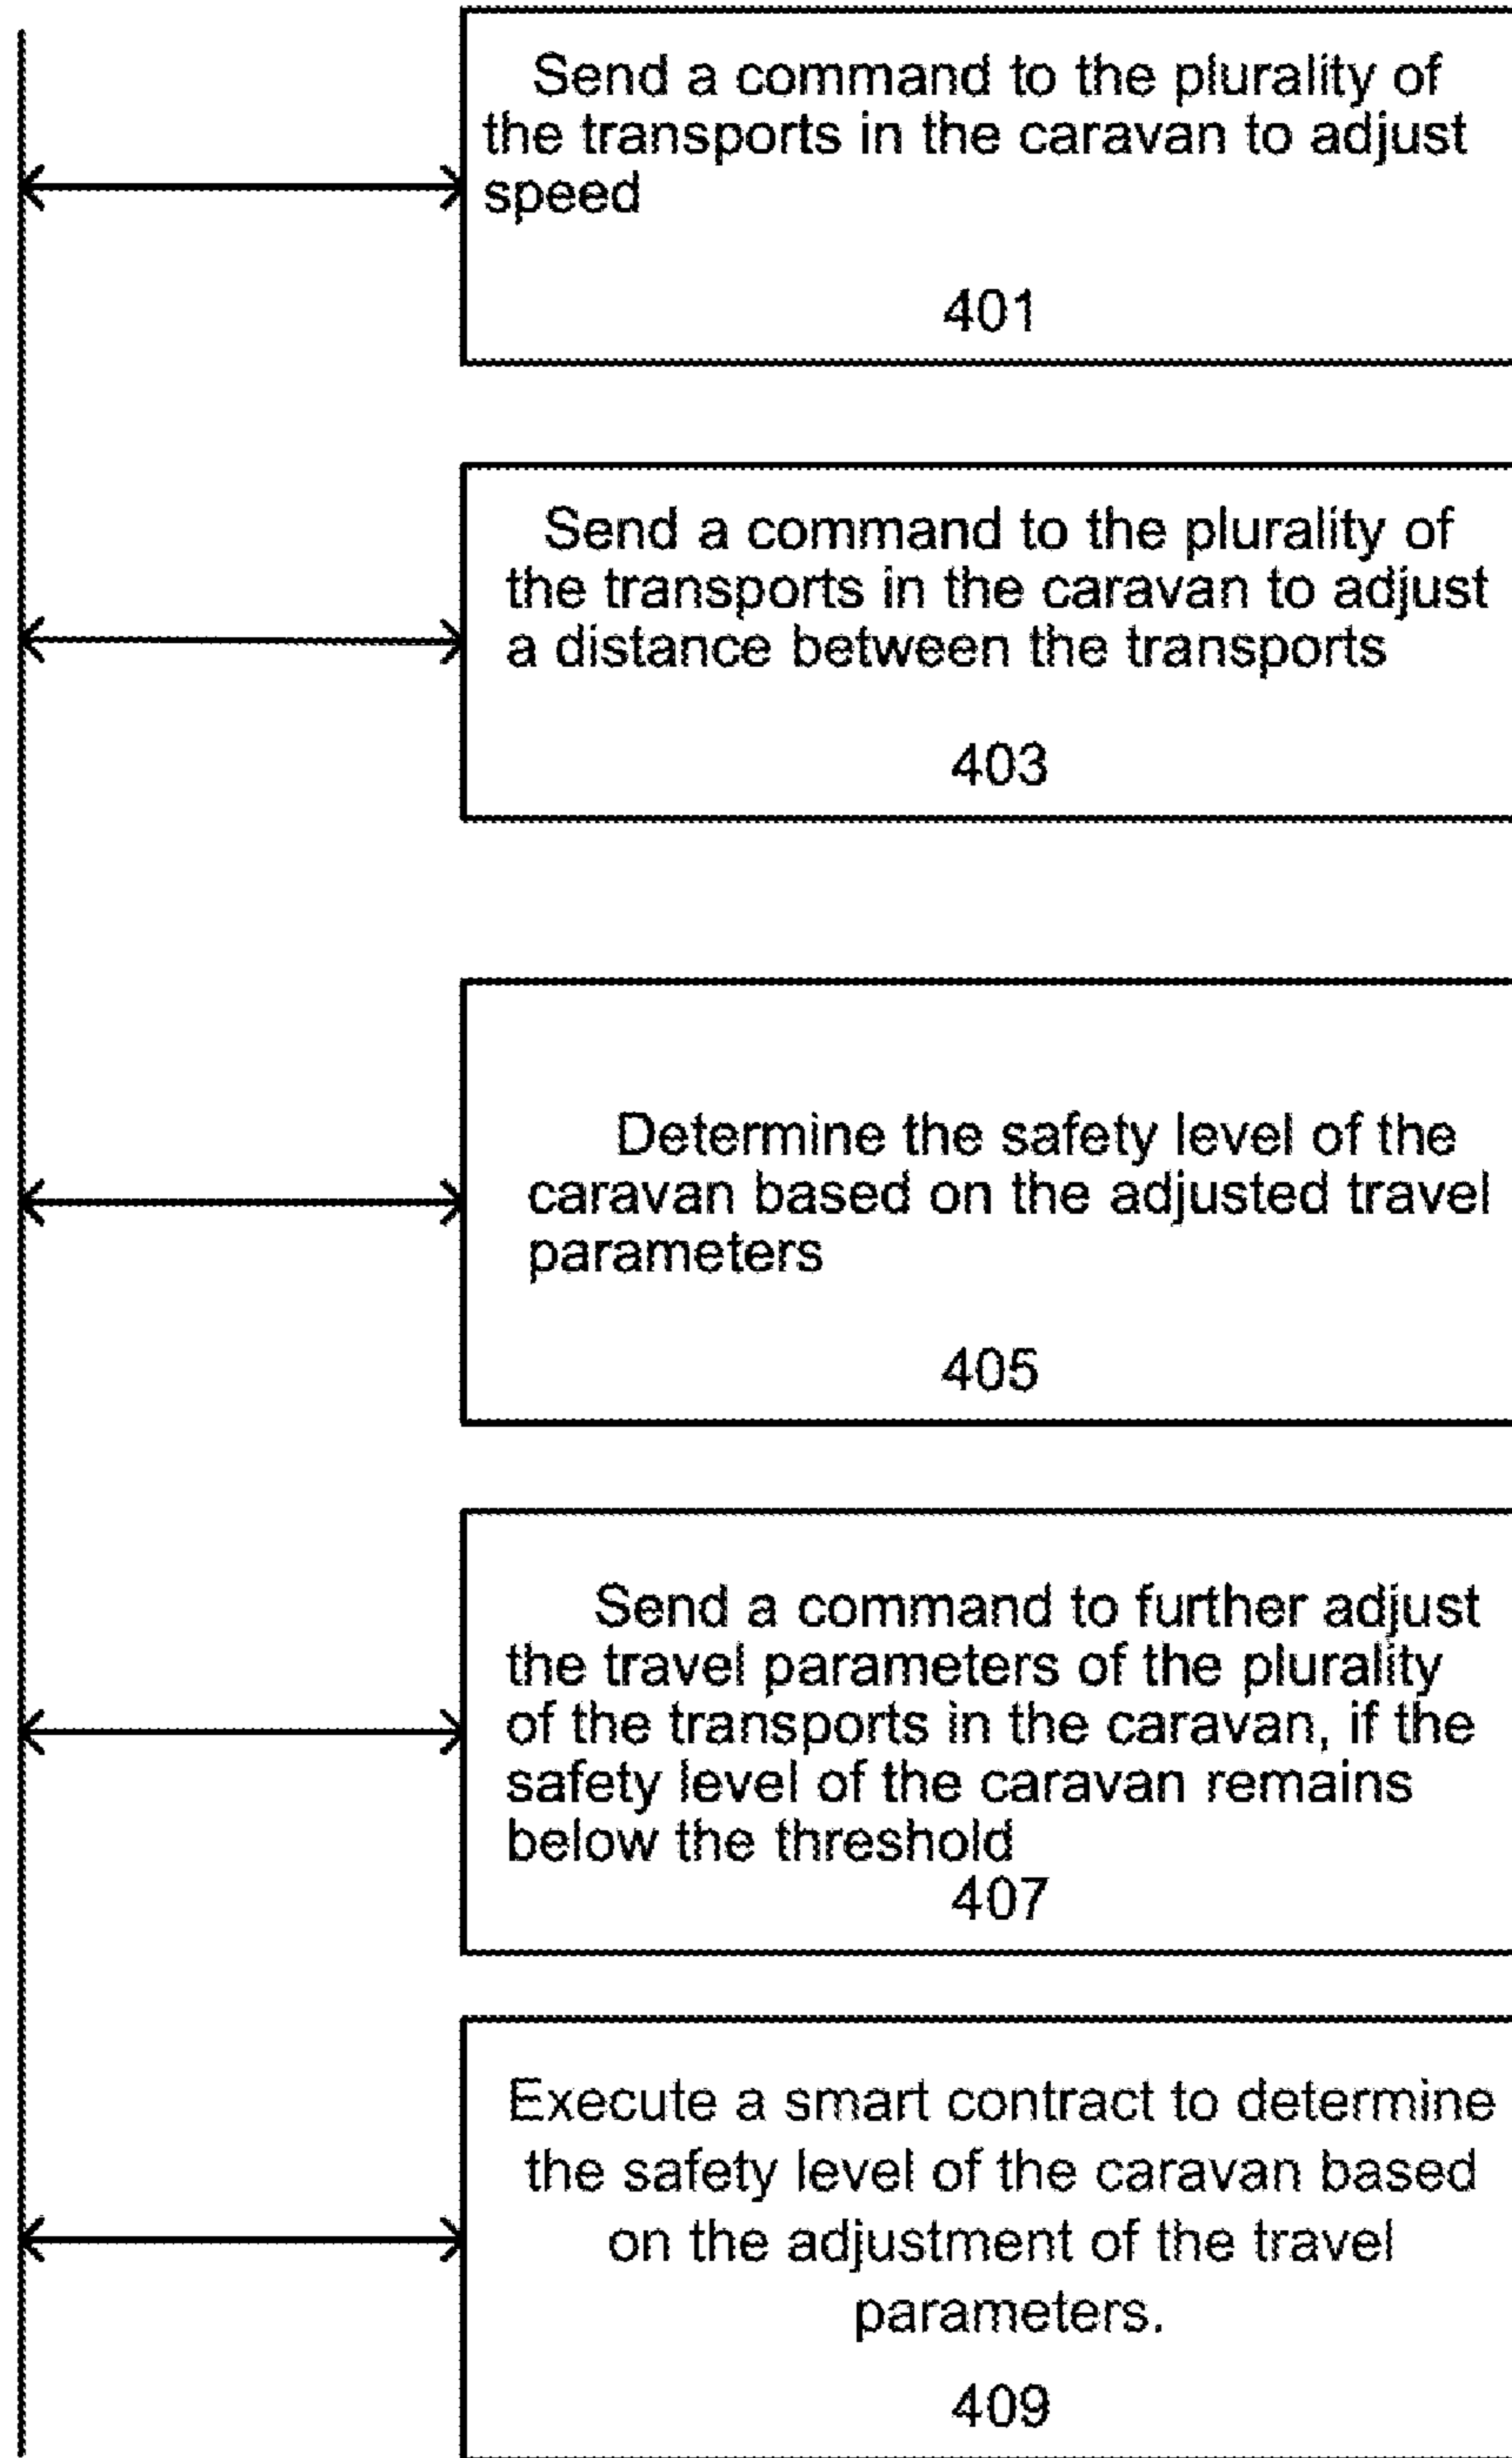 Send a command to the plurality of
the transports in the caravan to adjust
speed
401
Send a command to the plurality of
the transports in the caravan to adjust
a distance between the transports
403
Determine the safety level of the
caravan based on the adjusted travel
parameters
405
Send a command to further adjust
the travel parameters of the plurality
of the transports in the caravan, if the
safety level of the caravan remains
below the threshold
407
Execute a smart contract to determine
the safety level of the caravan based
on the adjustment of the travel
parameters.
409